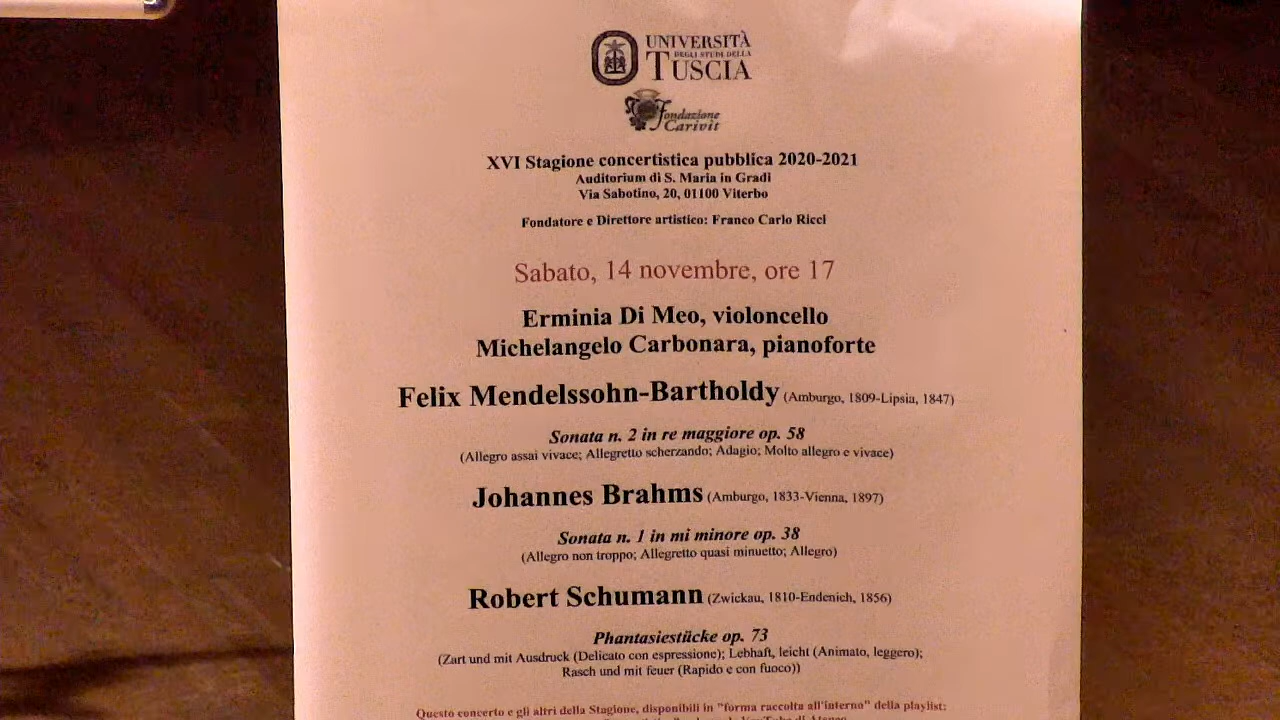 UNIVERSITÀ
DEGLI STUDI DELLA
TUSCIA
Fondazione
Carivit
XVI Stagione concertistica pubblica 2020-2021
Auditorium di S. Maria in Gradi
Via Sabotino, 20, 01100 Viterbo
Fondatore e Direttore artistico: Franco Carlo Ricci
Sabato, 14 novembre, ore 17
Erminia Di Meo, violoncello
Michelangelo Carbonara, pianoforte
Felix Mendelssohn-Bartholdy (Amburgo, 1809-Lipsia, 1847)
Sonata n. 2 in re maggiore op. 58
(Allegro assai vivace; Allegretto scherzando; Adagio; Molto allegro e vivace)
Johannes Brahms (Amburgo, 1833-Vienna, 1897)
Sonata n. 1 in mi minore op. 38
(Allegro non troppo; Allegretto quasi minuetto; Allegro)
Robert Schumann (Zwickau, 1810-Endenich, 1856)
Phantasiestücke op. 73
(Zart und mit Ausdruck (Delicato con espressione); Lebhaft, leicht (Animato, leggero);
Rasch und mit feuer (Rapido e con fuoco))
Questo concerto e gli altri della Stagione, disponibili in "forma raccolta all'interno" della playlist: